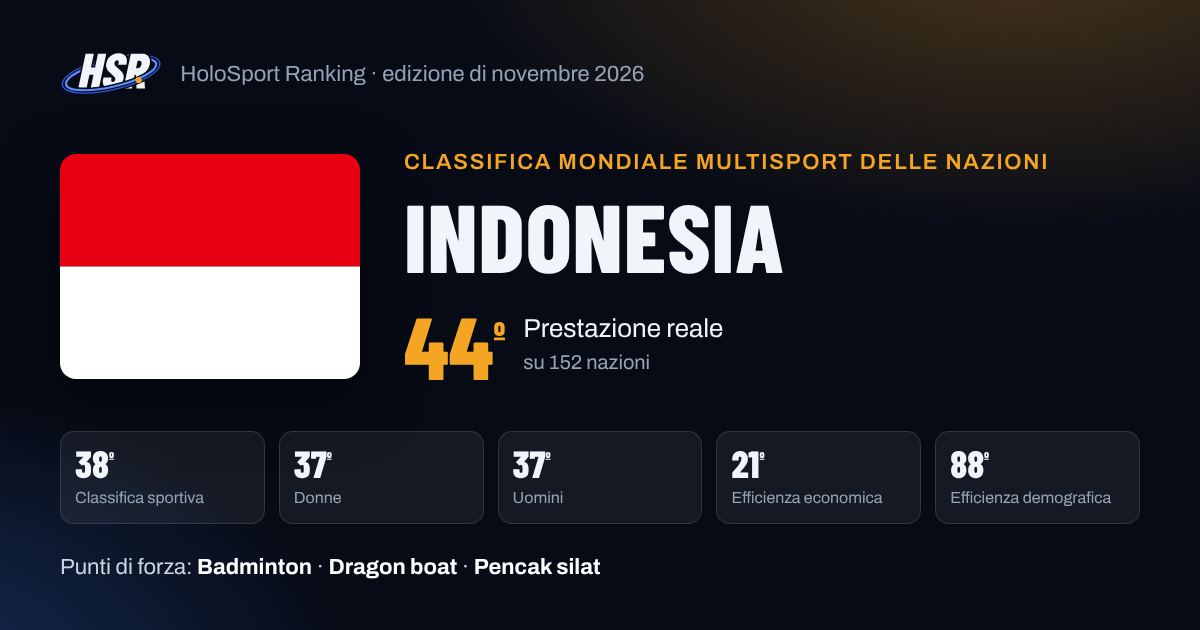 HSR
HoloSport Ranking · edizione di novembre 2026
CLASSIFICA MONDIALE MULTISPORT DELLE NAZIONI
INDONESIA
44º
Prestazione reale
su 152 nazioni
38º
Classifica sportiva
37º
Donne
37º
Uomini
21º
Efficienza economica
88º
Efficienza demografica
Punti di forza: Badminton · Dragon boat · Pencak silat